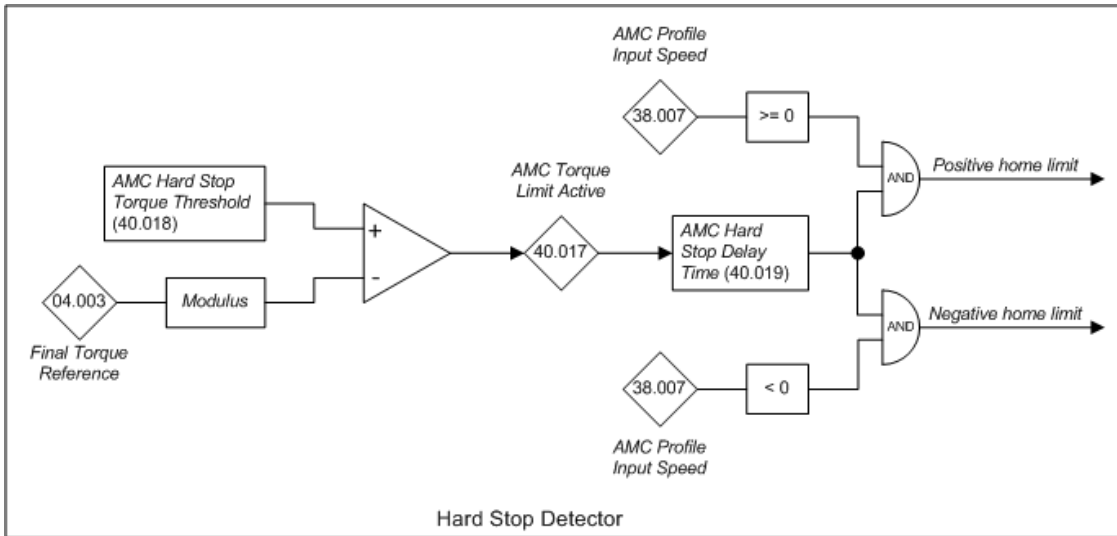 AMC Profile
Input Speed
38.007
>= 0
AND
Positive home limit
AMC Hard Stop
Torque Threshold
(40.018)
+
-
04.003
Modulus
Final Torque
Reference
AMC Torque
Limit Active
40.017
AMC Hard
Stop Delay
Time (40.019)
AND
Negative home limit
38.007
< 0
AMC Profile
Input Speed
Hard Stop Detector